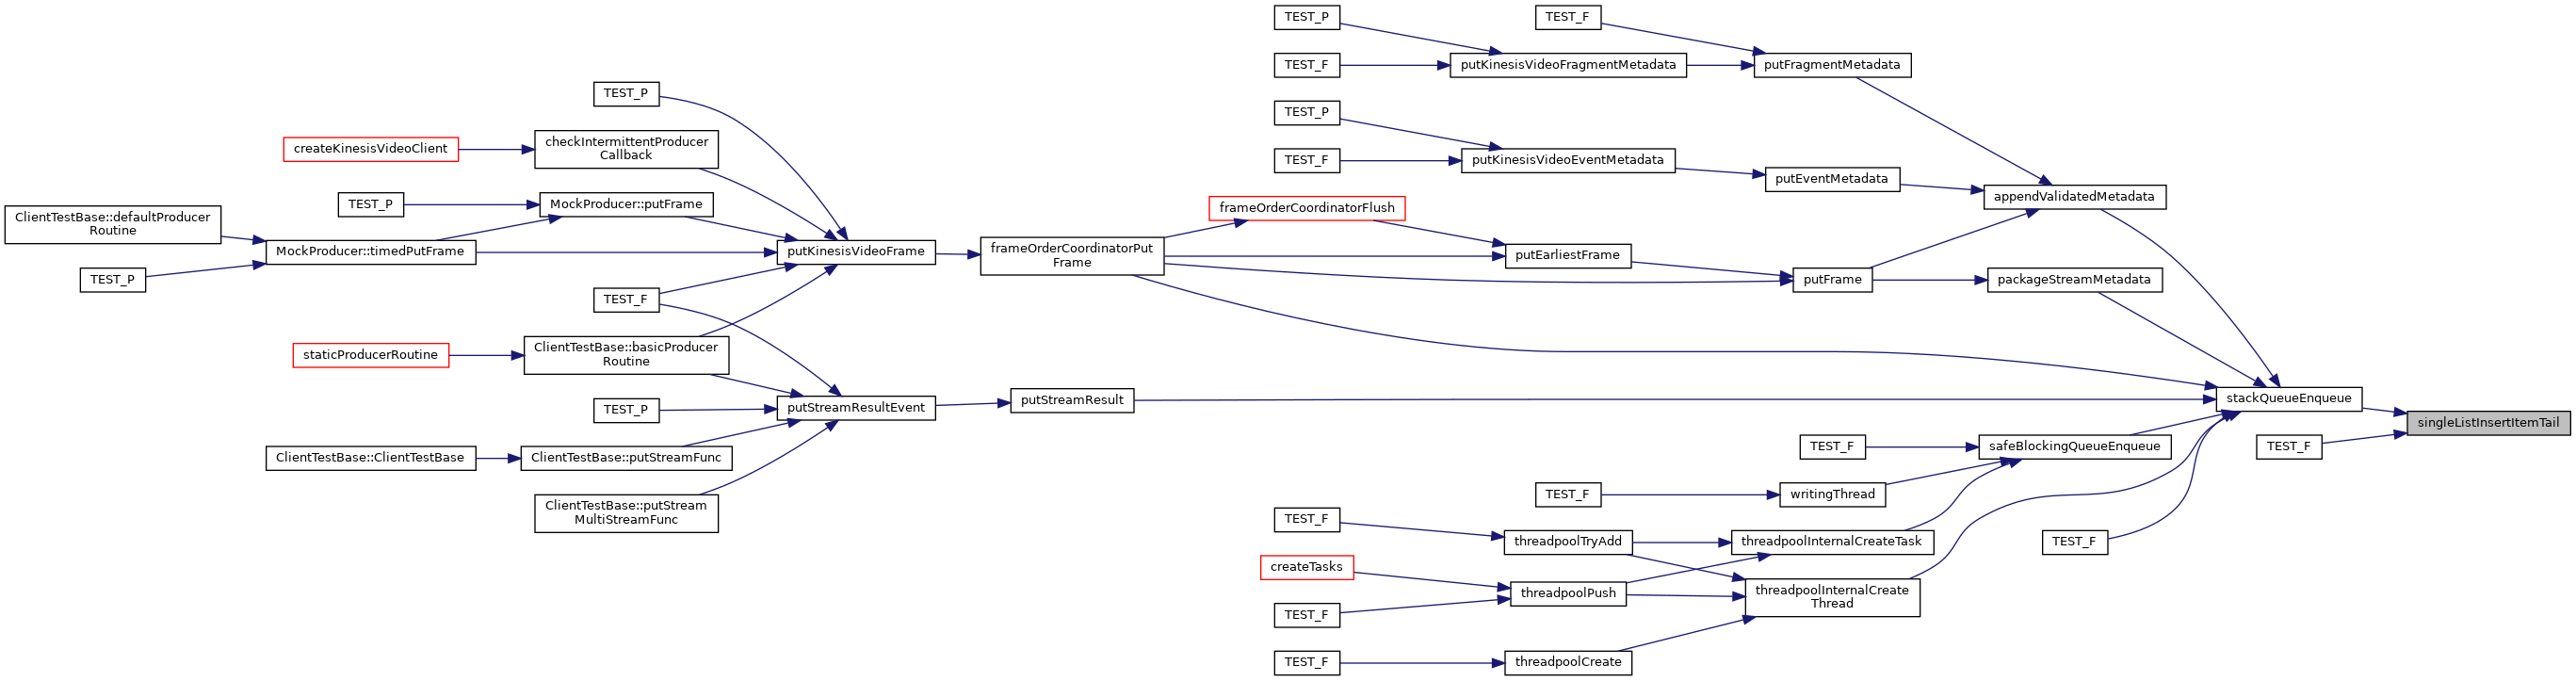 TEST_P
TEST_F
TEST_F
putKinesisVideoFragmentMetadata
putFragmentMetadata
TEST_P
TEST_P
checkIntermittentProducer
Callback
createKinesisVideoClient
TEST_F
putKinesisVideoEventMetadata
putEventMetadata
appendValidatedMetadata
TEST_P
MockProducer::putFrame
frameOrderCoordinatorFlush
ClientTestBase::defaultProducer
Routine
MockProducer::timedPutFrame
putKinesisVideoFrame
frameOrderCoordinatorPut
Frame
putEarliestFrame
TEST_P
putFrame
packageStreamMetadata
TEST_F
ClientTestBase::basicProducer
Routine
staticProducerRoutine
TEST_P
putStreamResultEvent
putStreamResult
stackQueueEnqueue
singleListInsertItemTail
TEST_F
safeBlockingQueueEnqueue
TEST_F
ClientTestBase::ClientTestBase
ClientTestBase::putStreamFunc
TEST_F
writingThread
ClientTestBase::putStream
MultiStreamFunc
TEST_F
threadpoolTryAdd
threadpoolInternalCreateTask
TEST_F
createTasks
threadpoolPush
threadpoolInternalCreate
Thread
TEST_F
TEST_F
threadpoolCreate